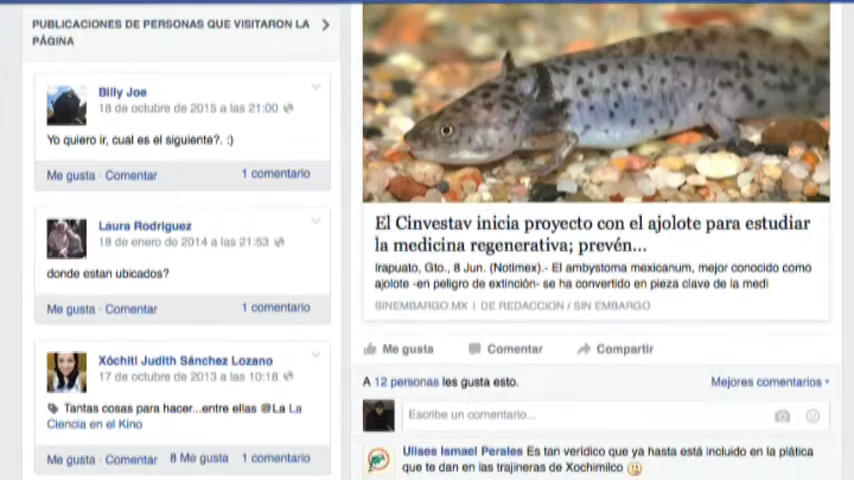 PUBLICACIONES DE PERSONAS QUE VISITARON LA
PÁGINA
Billy Joe
18 de octubre de 2015 a las 21:00
Yo quiero ir, cual es el siguiente?. :)
Me gusta · Comentar
1 comentario
Laura Rodriguez
18 de enero de 2014 a las 21:53
donde estan ubicados?
Me gusta · Comentar
1 comentario
Xóchitl Judith Sánchez Lozano
17 de octubre de 2013 a las 10:18
Tantas cosas para hacer...entre ellas @La La
Ciencia en el Kino
Me gusta · Comentar
8 Me gusta
1 comentario
El Cinvestav inicia proyecto con el ajolote para estudiar
la medicina regenerativa; prevén...
Irapuato, Gto., 8 Jun. (Notimex).- El ambystoma mexicanum, mejor conocido como
ajolote -en peligro de extinción- se ha convertido en pieza clave de la medi
SINEMBARGO.MX | DE REDACCION / SIN EMBARGO
Me gusta
Comentar
Compartir
A 12 personas les gusta esto.
Mejores comentarios
Escribe un comentario...
Ulises Ismael Perales Es tan verídico que ya hasta está incluido en la plática
que te dan en las trajineras de Xochimilco